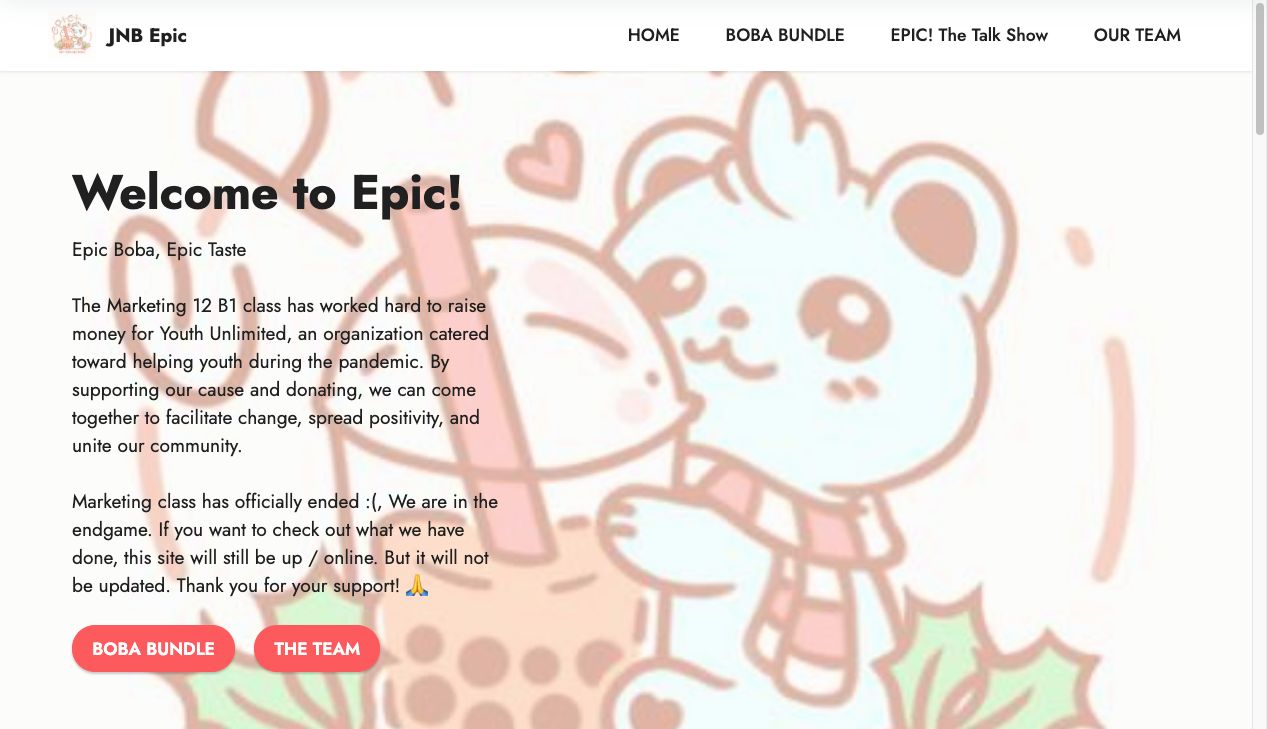 JNB Epic
HOME
BOBA BUNDLE
EPIC! The Talk Show
OUR TEAM
Welcome to Epic!
Epic Boba, Epic Taste
The Marketing 12 B1 class has worked hard to raise
money for Youth Unlimited, an organization catered
toward helping youth during the pandemic. By
supporting our cause and donating, we can come
together to facilitate change, spread positivity, and
unite our community.
Marketing class has officially ended :(, We are in the
endgame. If you want to check out what we have
done, this site will still be up / online. But it will not
be updated. Thank you for your support! 🙏
BOBA BUNDLE
THE TEAM